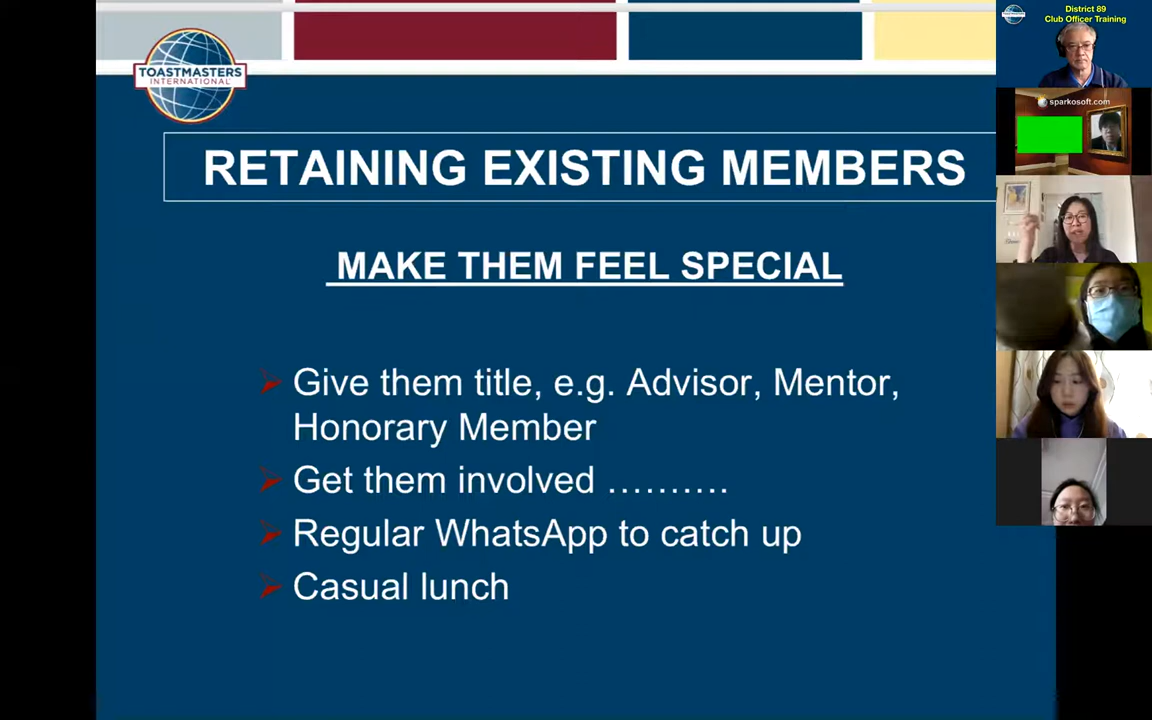 TOASTMASTERS
INTERNATIONAL
RETAINING EXISTING MEMBERS
MAKE THEM FEEL SPECIAL
Give them title, e.g. Advisor, Mentor,
Honorary Member
Get them involved ……….
Regular WhatsApp to catch up
Casual lunch
District 89
Club Officer Training
sparkosoft.com